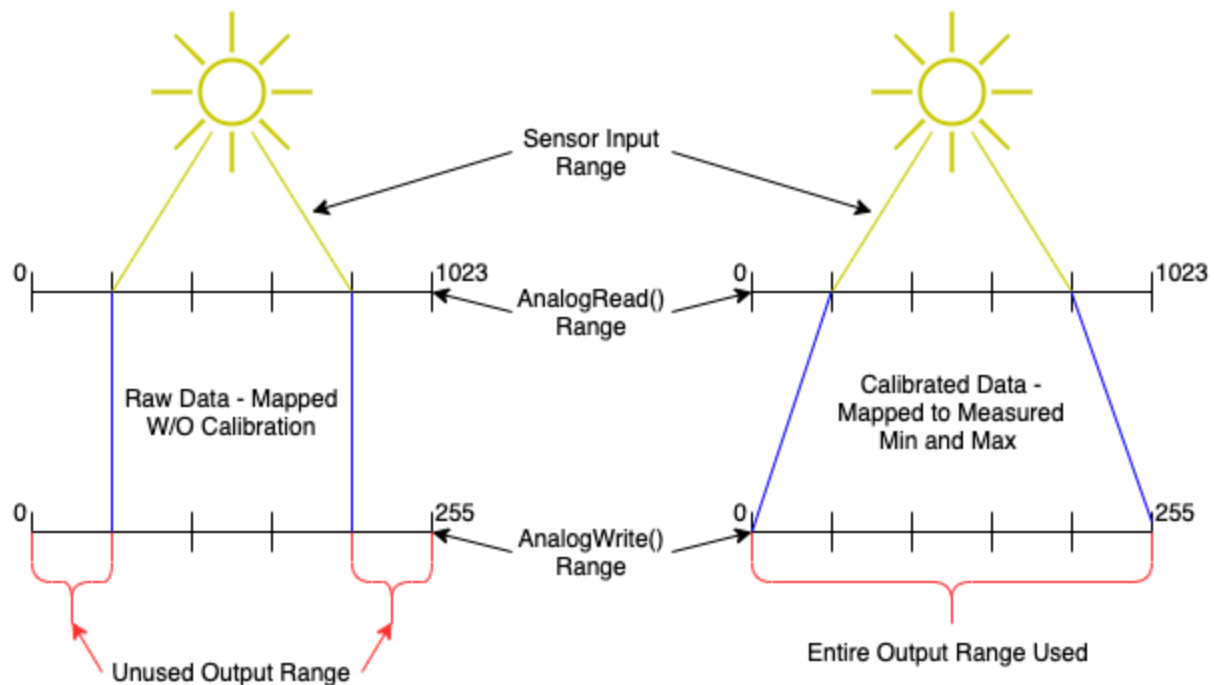 Sensor Input
Range
0
1023
0
1023
AnalogRead()
Range
Raw Data - Mapped
W/O Calibration
Calibrated Data -
Mapped to Measured
Min and Max
0
255
0
255
AnalogWrite()
Range
Unused Output Range
Entire Output Range Used